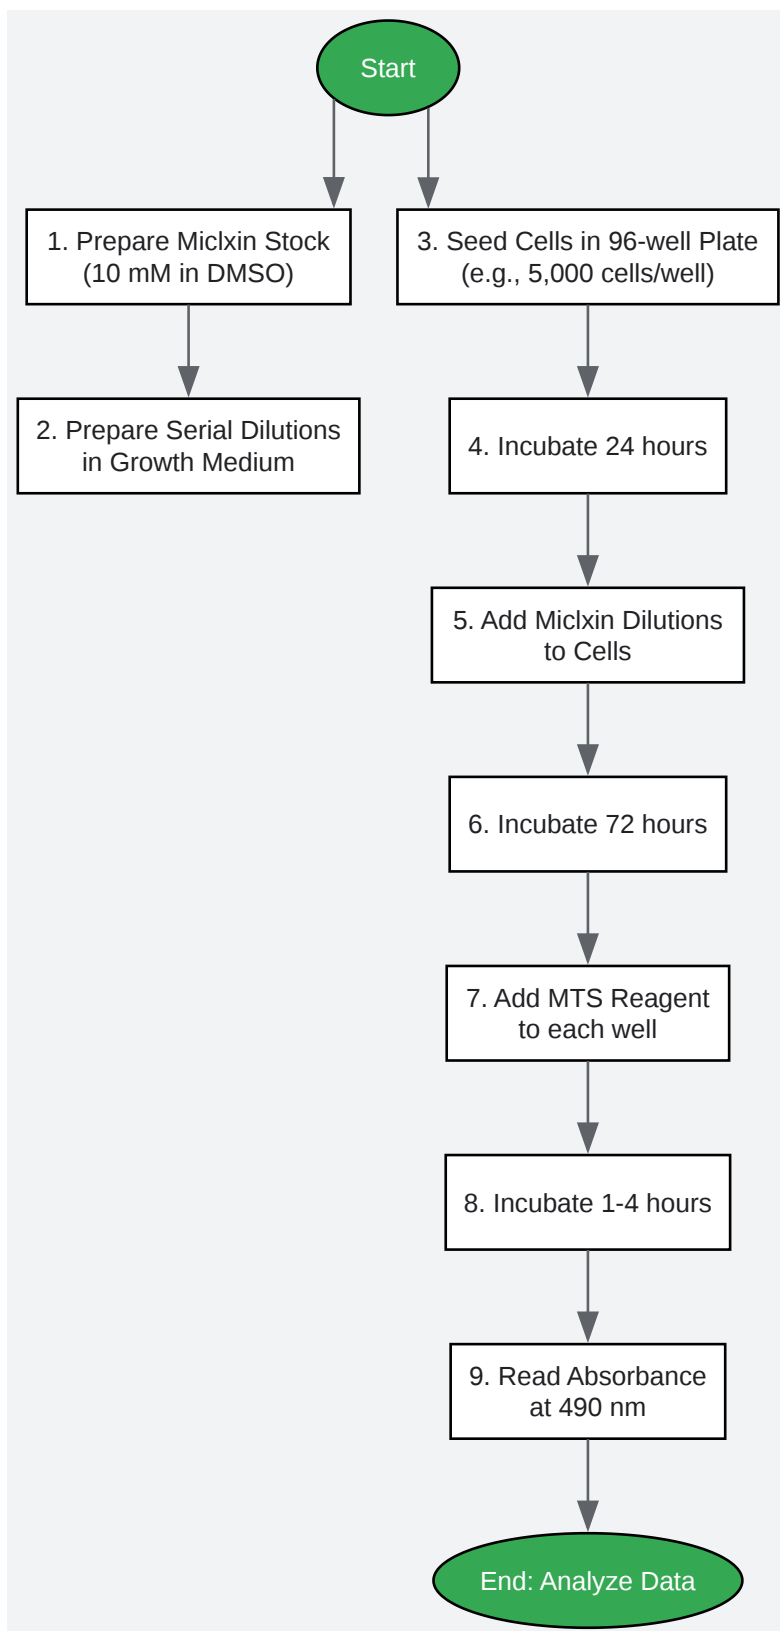 Start
1. Prepare Miclxin Stock
(10 mM in DMSO)
2. Prepare Serial Dilutions
in Growth Medium
3. Seed Cells in 96-well Plate
(e.g., 5,000 cells/well)
4. Incubate 24 hours
5. Add Miclxin Dilutions
to Cells
6. Incubate 72 hours
7. Add MTS Reagent
to each well
8. Incubate 1-4 hours
9. Read Absorbance
at 490 nm
End: Analyze Data